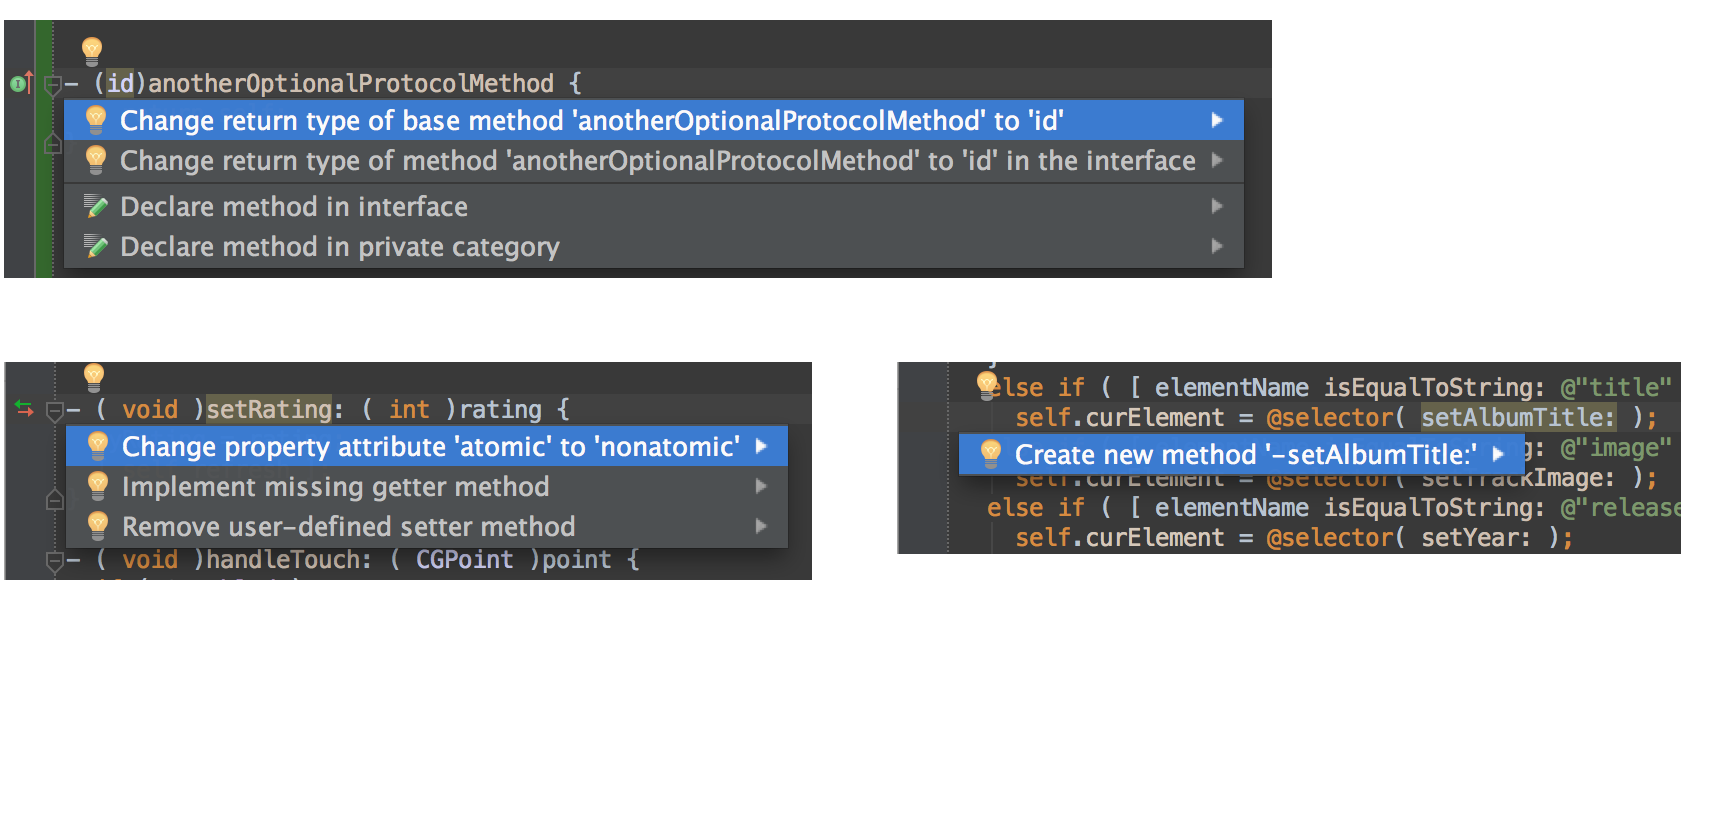 - (id)anotherOptionalProtocolMethod {
Change return type of base method 'anotherOptionalProtocolMethod' to 'id'
Change return type of method 'anotherOptionalProtocolMethod' to 'id' in the interface
Declare method in interface
Declare method in private category
- ( void )setRating: ( int )rating {
Change property attribute 'atomic' to 'nonatomic'
Implement missing getter method
Remove user-defined setter method
- ( void )handleTouch: ( CGPoint )point {
else if ( [ elementName isEqualToString: @"title"
self.curElement = @selector( setAlbumTitle: );
Create new method '-setAlbumTitle:'
: @"image"
self.curElement = @selector( setTrackImage: );
else if ( [ elementName isEqualToString: @"release
self.curElement = @selector( setYear: );